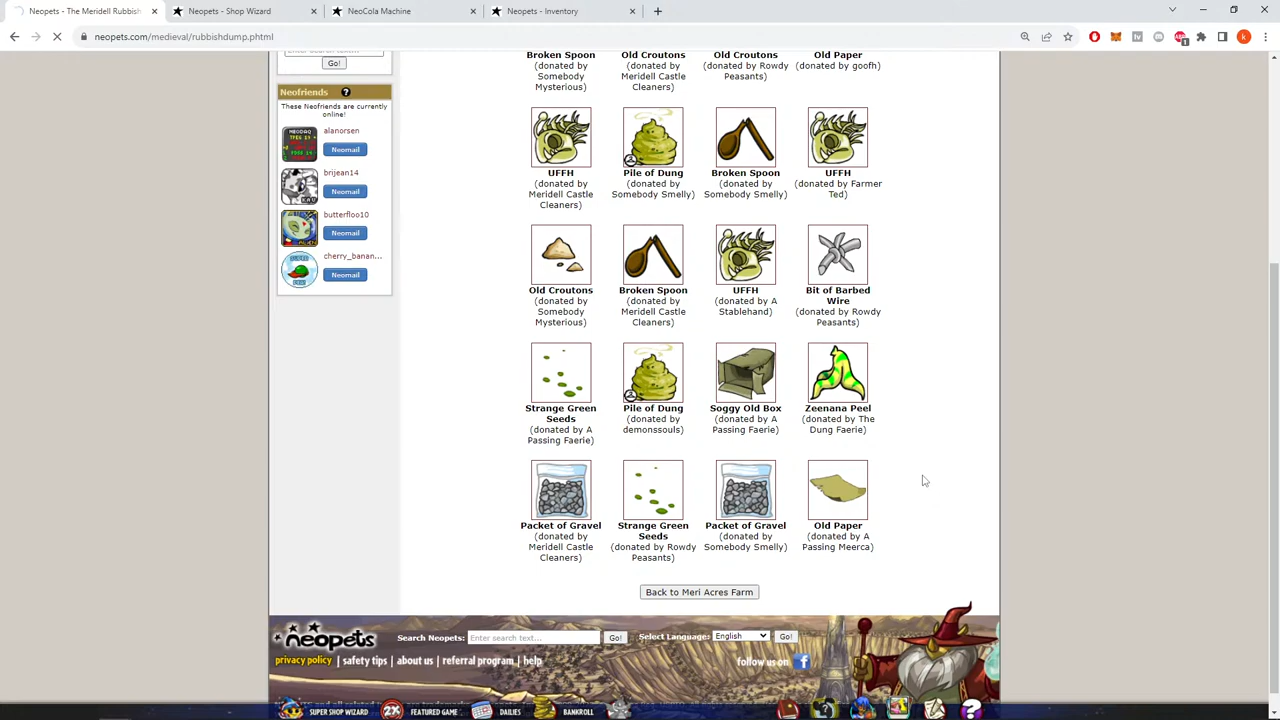 Neopets - The Meridell Rubbish
Neopets - Shop Wizard
NeoCola Machine
Neopets - Inventory
neopets.com/medieval/rubbishdump.phtml
Go!
Neofriends ?
These Neofriends are currently
online!
alanorsen
Neomail
brijean14
Neomail
butterfloo10
Neomail
cherry_banan...
Neomail
Broken Spoon
(donated by
Somebody
Mysterious)
Old Croutons
(donated by
Meridell Castle
Cleaners)
Old Croutons
(donated by Rowdy
Peasants)
Old Paper
(donated by goofh)
UFFH
(donated by
Meridell Castle
Cleaners)
Pile of Dung
(donated by
Somebody Smelly)
Broken Spoon
(donated by
Somebody Smelly)
UFFH
(donated by Farmer
Ted)
Old Croutons
(donated by
Somebody
Mysterious)
Broken Spoon
(donated by
Meridell Castle
Cleaners)
UFFH
(donated by A
Stablehand)
Bit of Barbed
Wire
(donated by Rowdy
Peasants)
Strange Green
Seeds
(donated by A
Passing Faerie)
Pile of Dung
(donated by
demonssouls)
Soggy Old Box
(donated by A
Passing Faerie)
Zeenana Peel
(donated by The
Dung Faerie)
Packet of Gravel
(donated by
Meridell Castle
Cleaners)
Strange Green
Seeds
(donated by Rowdy
Peasants)
Packet of Gravel
(donated by
Somebody Smelly)
Old Paper
(donated by A
Passing Meerca)
Back to Meri Acres Farm
neopets
Search Neopets: Enter search text... Go! Select Language: English Go!
privacy policy | safety tips | about us | referral program | help
follow us on f
SUPER SHOP WIZARD
FEATURED GAME
DAILIES
BANKROLL